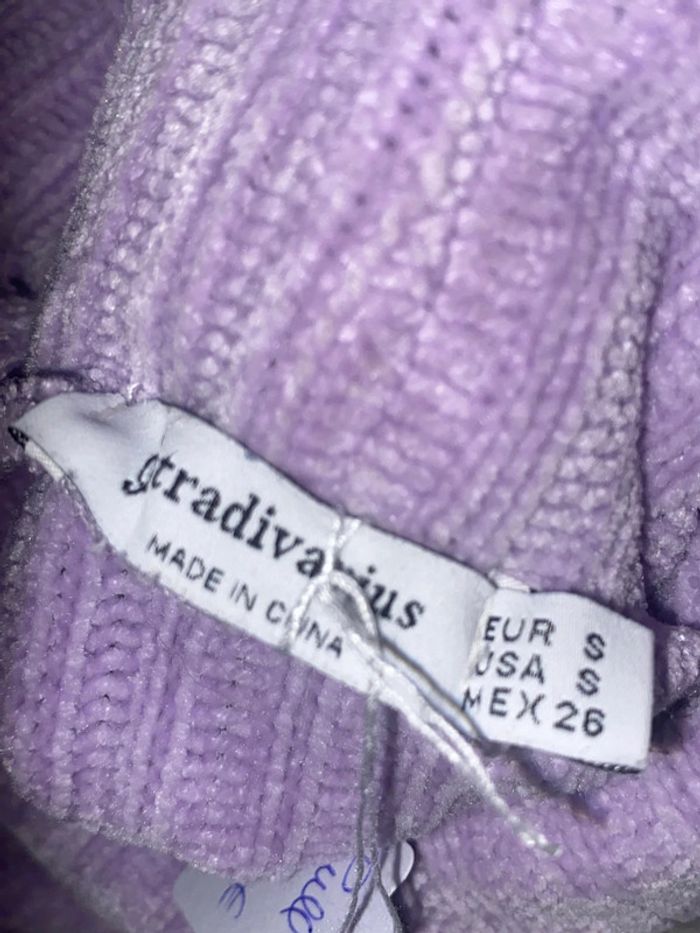 stradivarius
MADE IN CHINA
EUR S
USA S
MEX 26